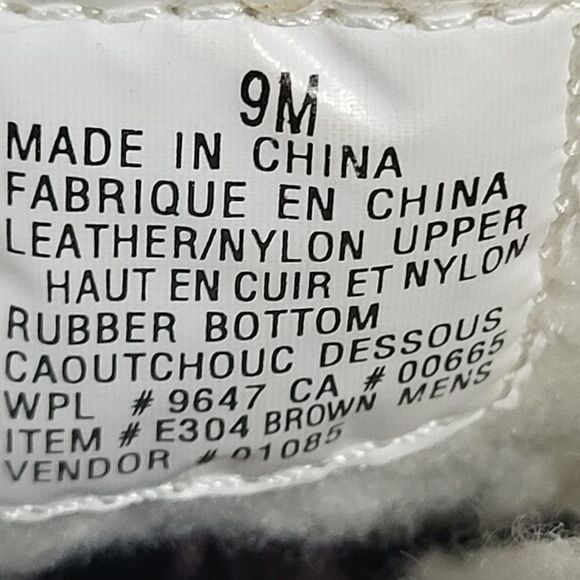 9M
MADE IN CHINA
FABRIQUE EN CHINA
LEATHER/NYLON UPPER
HAUT EN CUIR ET NYLON
RUBBER BOTTOM
CAOUTCHOUC DESSOUS
WPL # 9647 CA # 00665
ITEM # E304 BROWN MENS
VENDOR # 01085